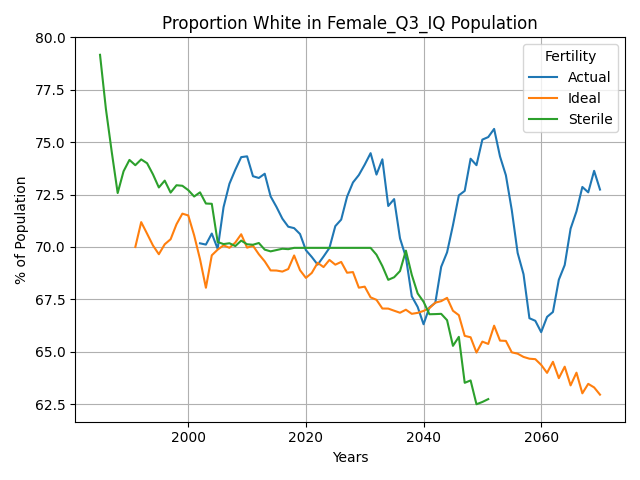 Proportion White in Female_Q3_IQ Population
80.0
77.5
75.0
72.5
70.0
67.5
65.0
62.5
% of Population
Fertility
Actual
Ideal
Sterile
2000
2020
2040
2060
Years